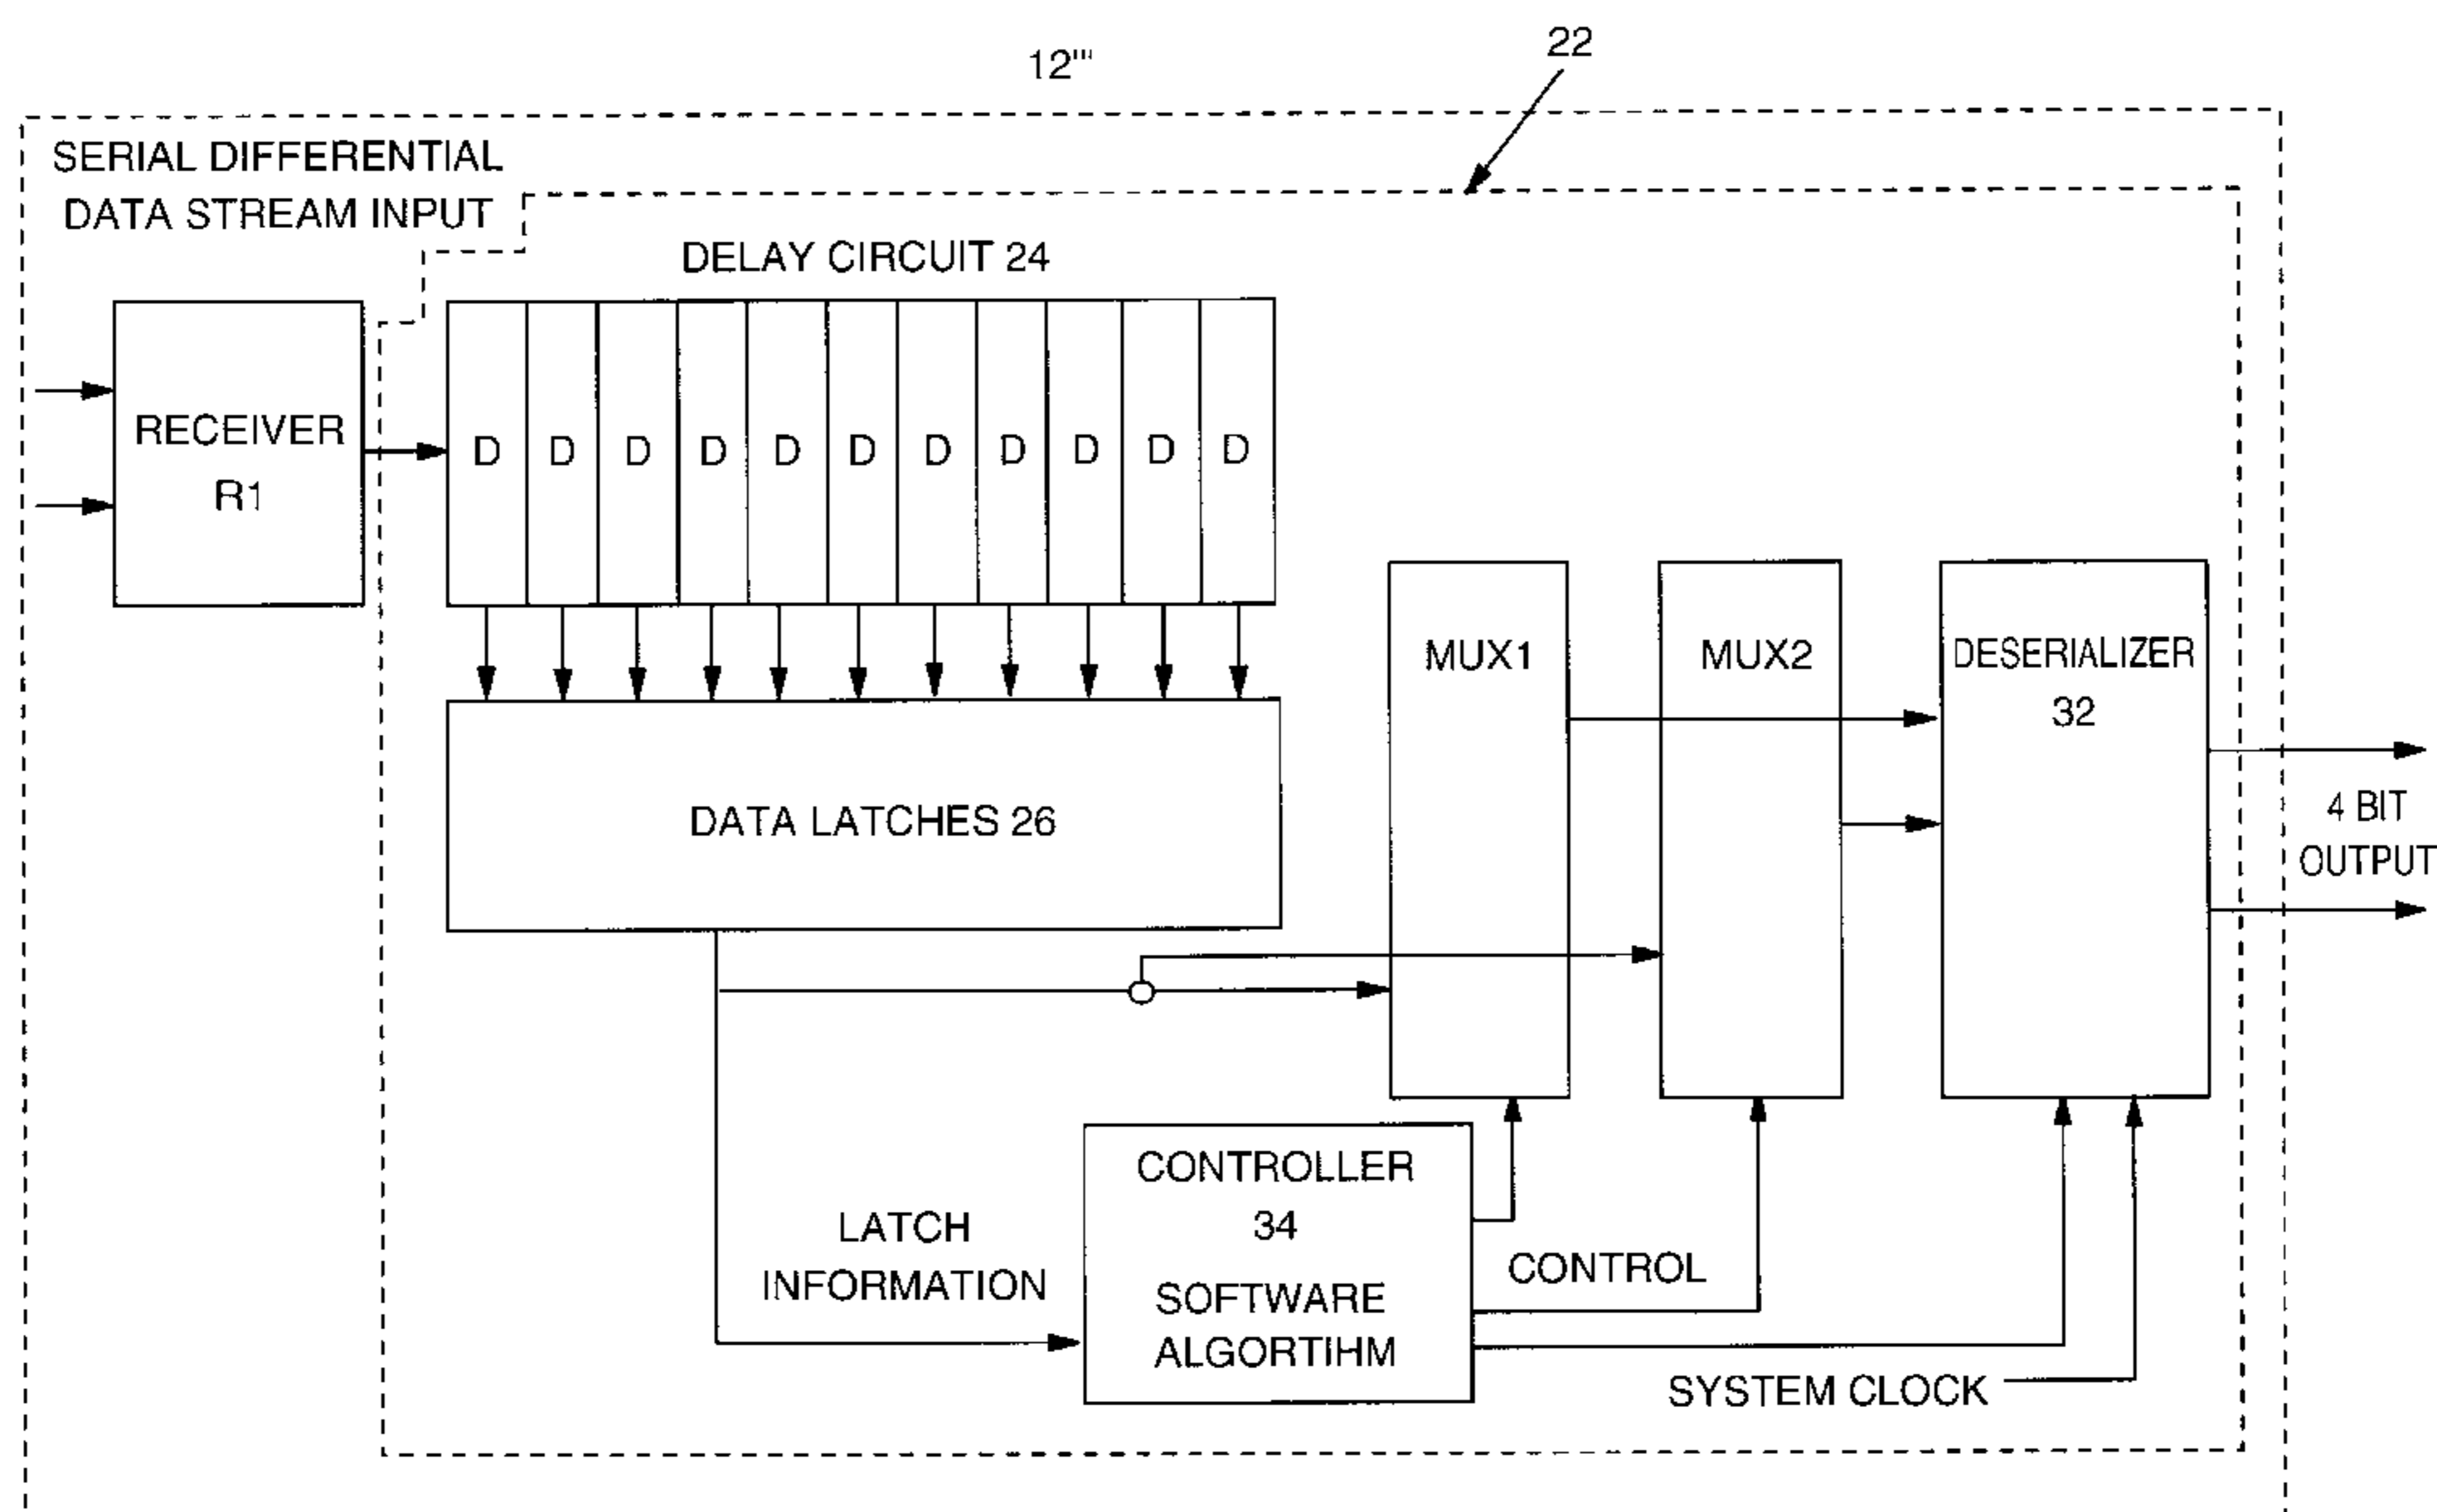 12'''
22
SERIAL DIFFERENTIAL
DATA STREAM INPUT
DELAY CIRCUIT 24
RECEIVER
R1
D D D D D D D D D D D
MUX1
MUX2
DESERIALIZER
32
DATA LATCHES 26
4 BIT
OUTPUT
CONTROLLER
34
SOFTWARE
ALGORTIHM
LATCH
INFORMATION
CONTROL
SYSTEM CLOCK